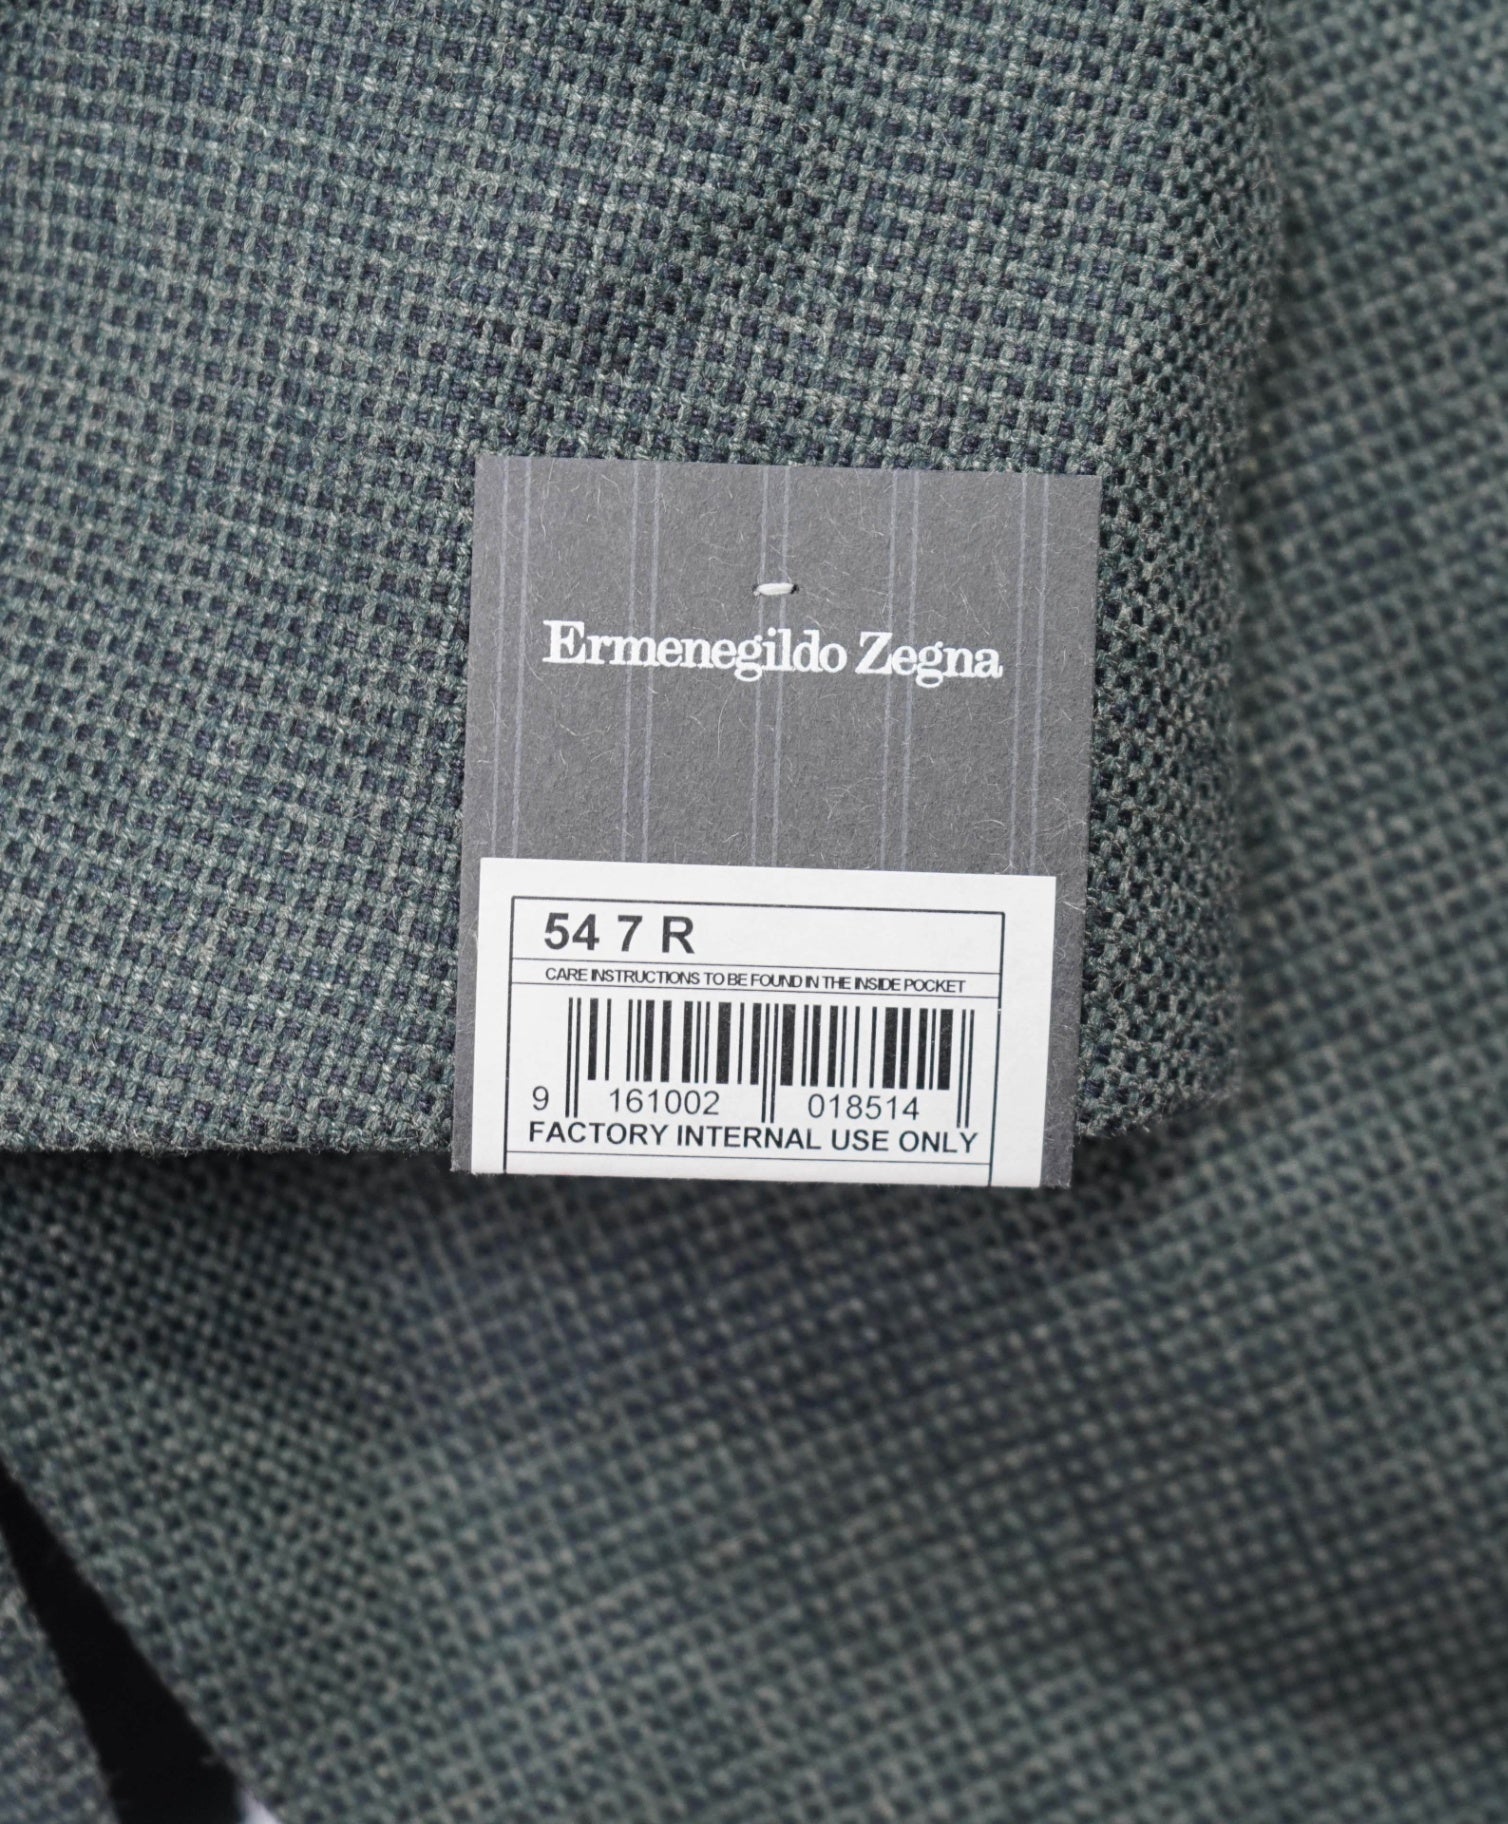 Ermenegildo Zegna
54 7 R
CARE INSTRUCTIONS TO BE FOUND IN THE INSIDE POCKET
9 161002 018514
FACTORY INTERNAL USE ONLY